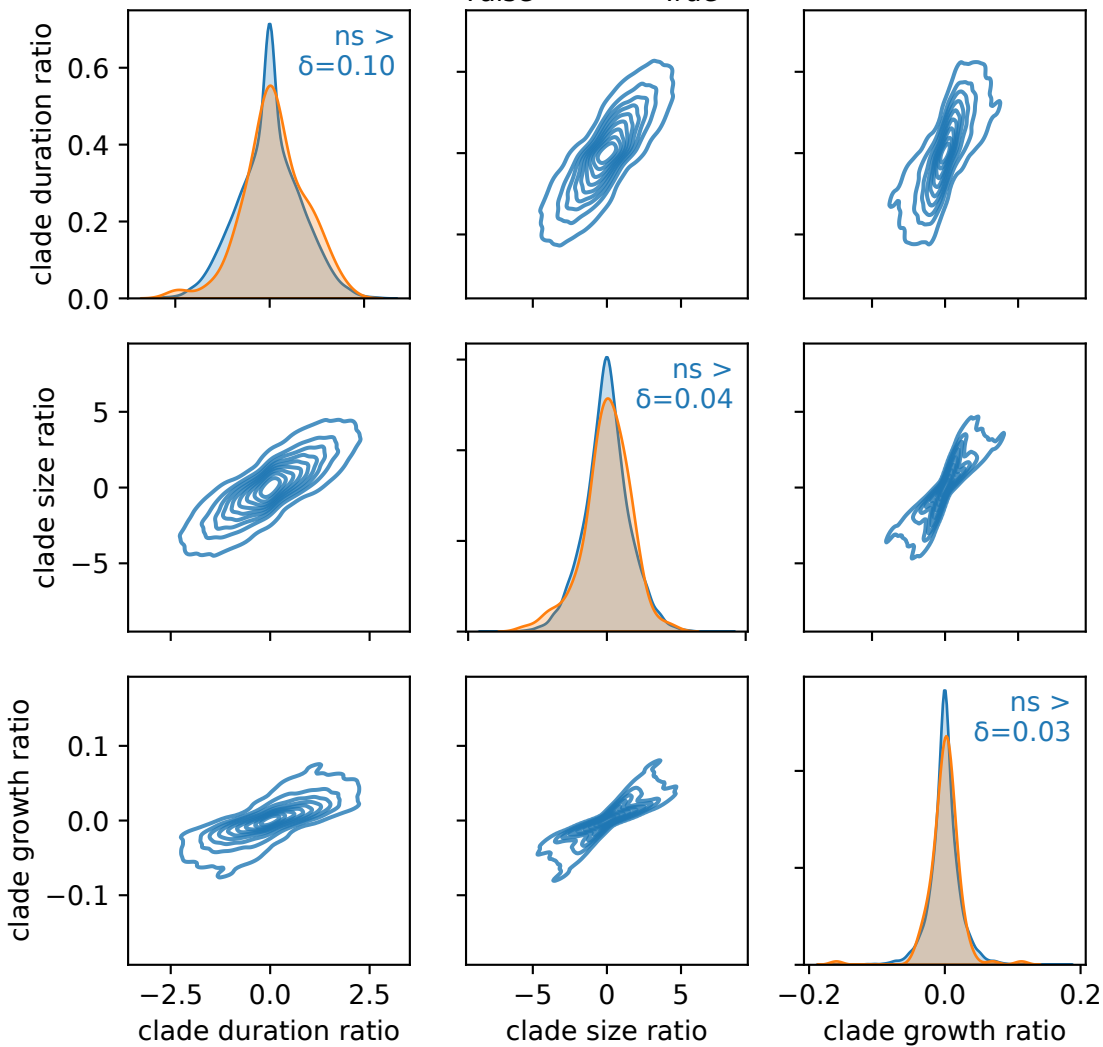 clade duration ratio
0.6
0.4
0.2
0.0
ns >
δ=0.10
−2.5 0.0 2.5
−5 0 5
clade size ratio
5
0
−5
ns >
δ=0.04
clade growth ratio
0.1
0.0
−0.1
ns >
δ=0.03
−0.2 0.0 0.2
clade duration ratio
clade size ratio
clade growth ratio